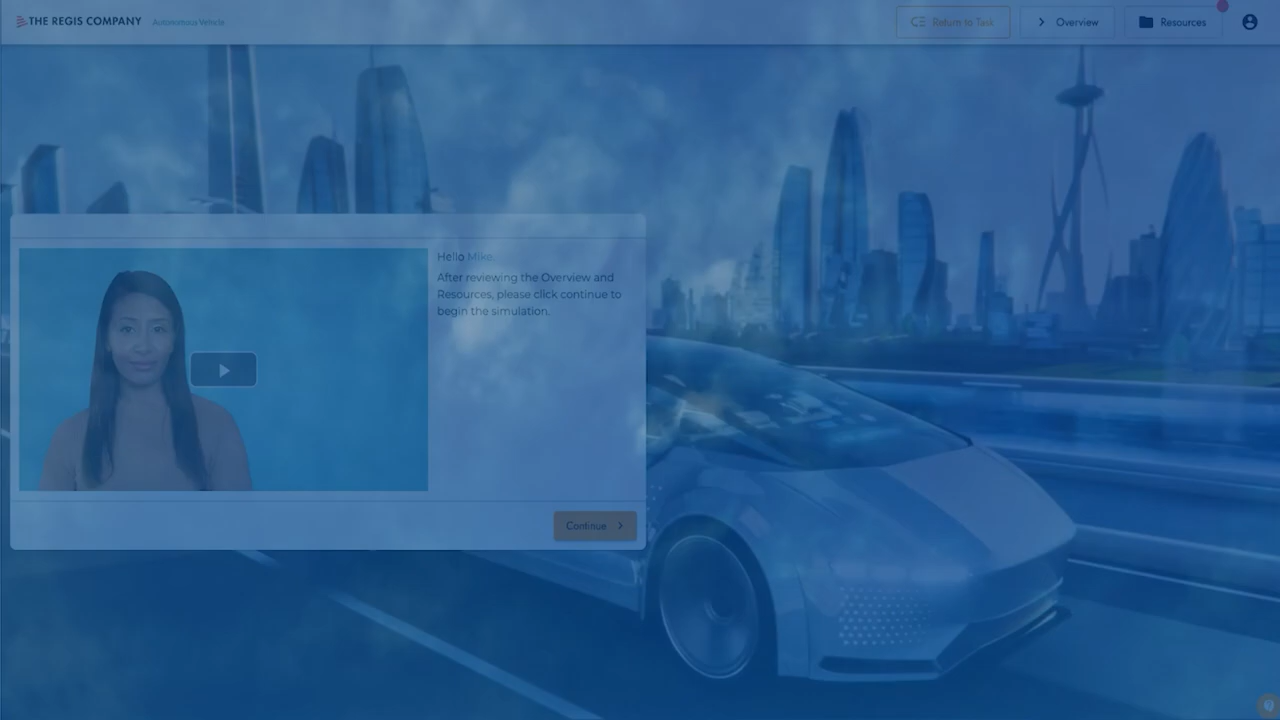 THE REGIS COMPANY Autonomous Vehicle
Return to Task
Overview
Resources
Hello Mike,
After reviewing the Overview and
Resources, please click continue to
begin the simulation.
Continue